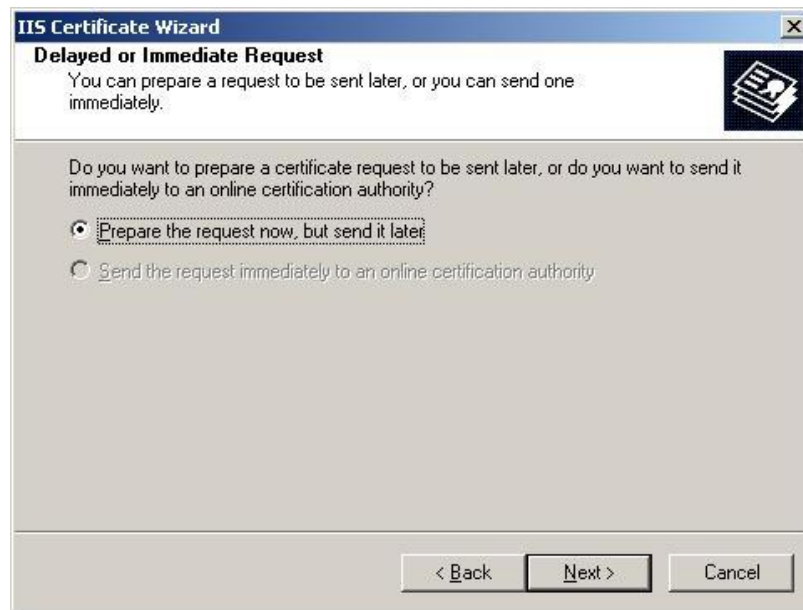 IIS Certificate Wizard
Delayed or Immediate Request
You can prepare a request to be sent later, or you can send one
immediately.
Do you want to prepare a certificate request to be sent later, or do you want to send it
immediately to an online certification authority?
Prepare the request now, but send it later
Send the request immediately to an online certification authority
< Back
Next >
Cancel